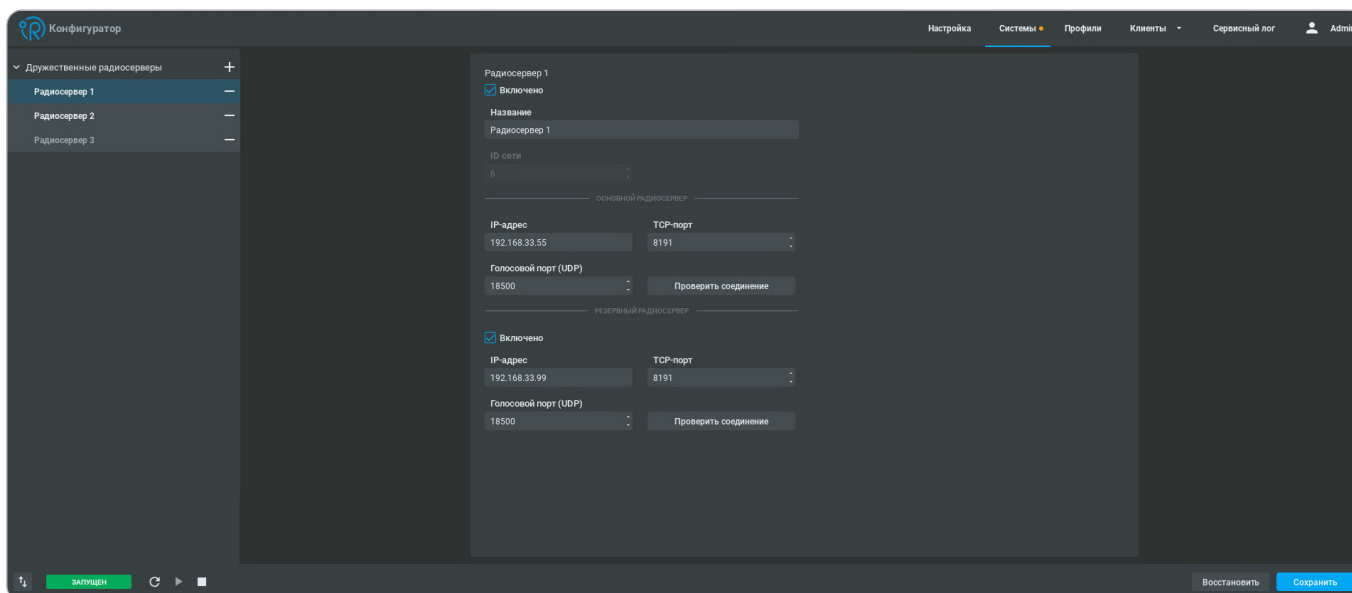 Конфигуратор
Настройка Системы Профили Клиенты Сервисный лог Admin
Дружественные радиосерверы
Радиосервер 1
Радиосервер 2
Радиосервер 3
Радиосервер 1
Включено
Название
Радиосервер 1
ID сети
6
ОСНОВНОЙ РАДИОСЕРВЕР
IP-адрес TCP-порт
192.168.33.55 8191
Голосовой порт (UDP)
18500 Проверить соединение
РЕЗЕРВНЫЙ РАДИОСЕРВЕР
Включено
IP-адрес TCP-порт
192.168.33.99 8191
Голосовой порт (UDP)
18500 Проверить соединение
ЗАПУЩЕН Восстановить Сохранить